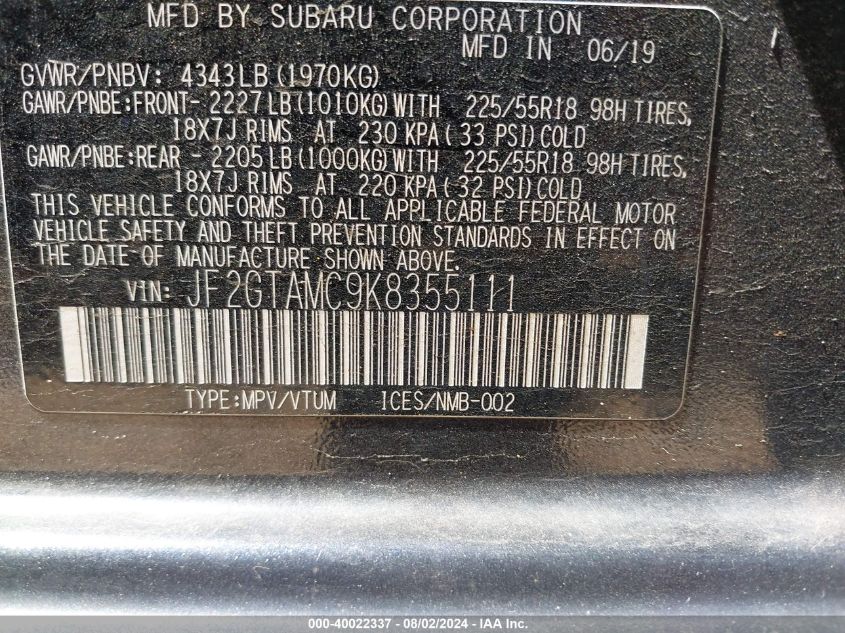 MFD BY SUBARU CORPORATION
MFD IN 06/19
GVWR/PNBV: 4343LB(1970KG)
GAWR/PNBE:FRONT- 2227LB(1010KG)WITH 225/55R18 98H TIRES,
18X7J RIMS AT 230 KPA(33 PSI)COLD
GAWR/PNBE:REAR - 2205LB(1000KG)WITH 225/55R18 98H TIRES,
18X7J RIMS AT 220 KPA(32 PSI)COLD
THIS VEHICLE CONFORMS TO ALL APPLICABLE FEDERAL MOTOR
VEHICLE SAFETY AND THEFT PREVENTION STANDARDS IN EFFECT ON
THE DATE OF MANUFACTURE SHOWN ABOVE.
VIN: JF2GTAMC9K8355111
TYPE:MPV/VTUM ICES/NMB-002
000-40022337 - 08/02/2024 - IAAI.com